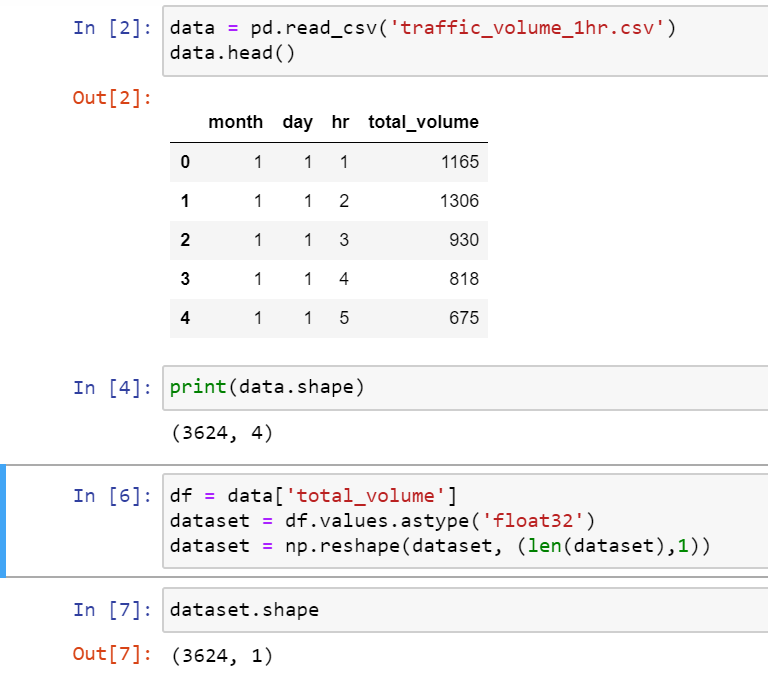 In [2]: data = pd.read_csv('traffic_volume_1hr.csv')
data.head()
Out[2]:
month day hr total_volume
0 1 1 1 1165
1 1 1 2 1306
2 1 1 3 930
3 1 1 4 818
4 1 1 5 675
In [4]: print(data.shape)
(3624, 4)
In [6]: df = data['total_volume']
dataset = df.values.astype('float32')
dataset = np.reshape(dataset, (len(dataset),1))
In [7]: dataset.shape
Out[7]: (3624, 1)